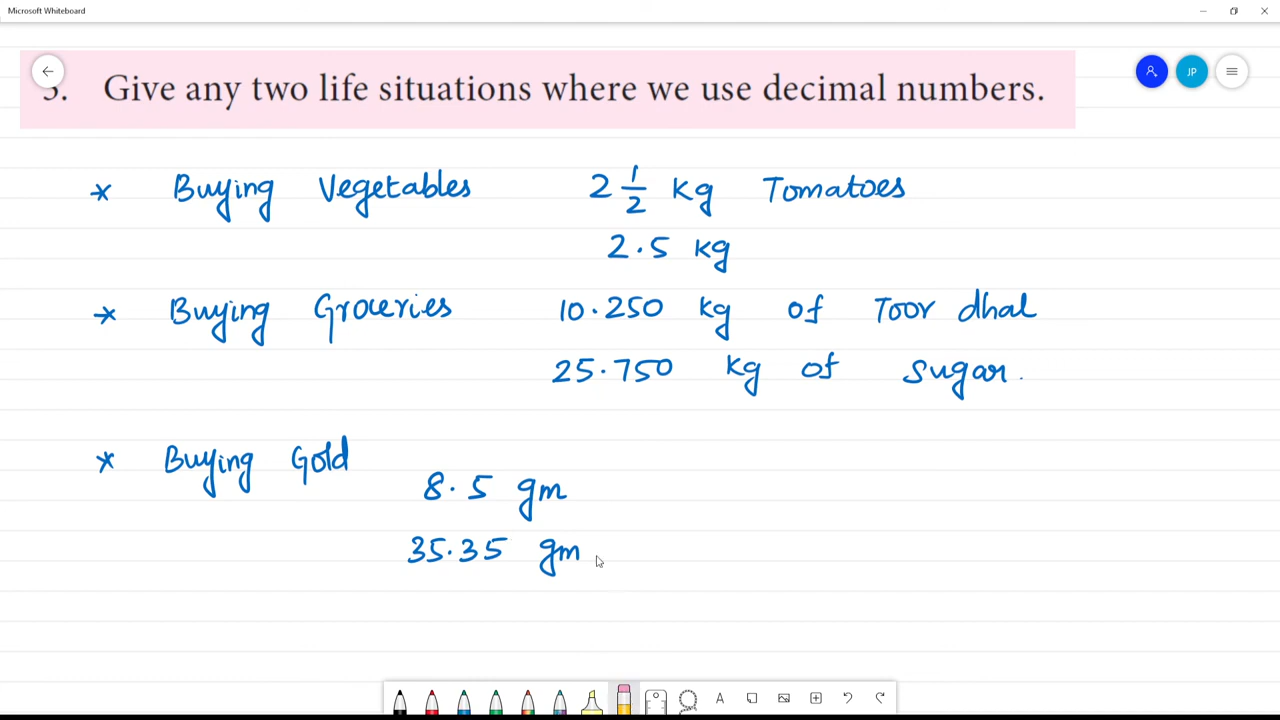 Microsoft Whiteboard
JP
Give any two life situations where we use decimal numbers.
* Buying Vegetables 2 1/2 kg Tomatoes
2.5 kg
* Buying Groceries 10.250 kg of Toor dhal
25.750 kg of Sugar.
* Buying Gold
8.5 gm
35.35 gm
A